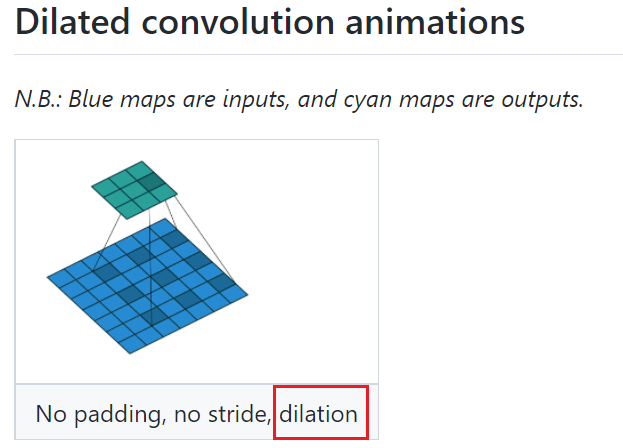 Dilated convolution animations
N.B.: Blue maps are inputs, and cyan maps are outputs.
No padding, no stride, dilation